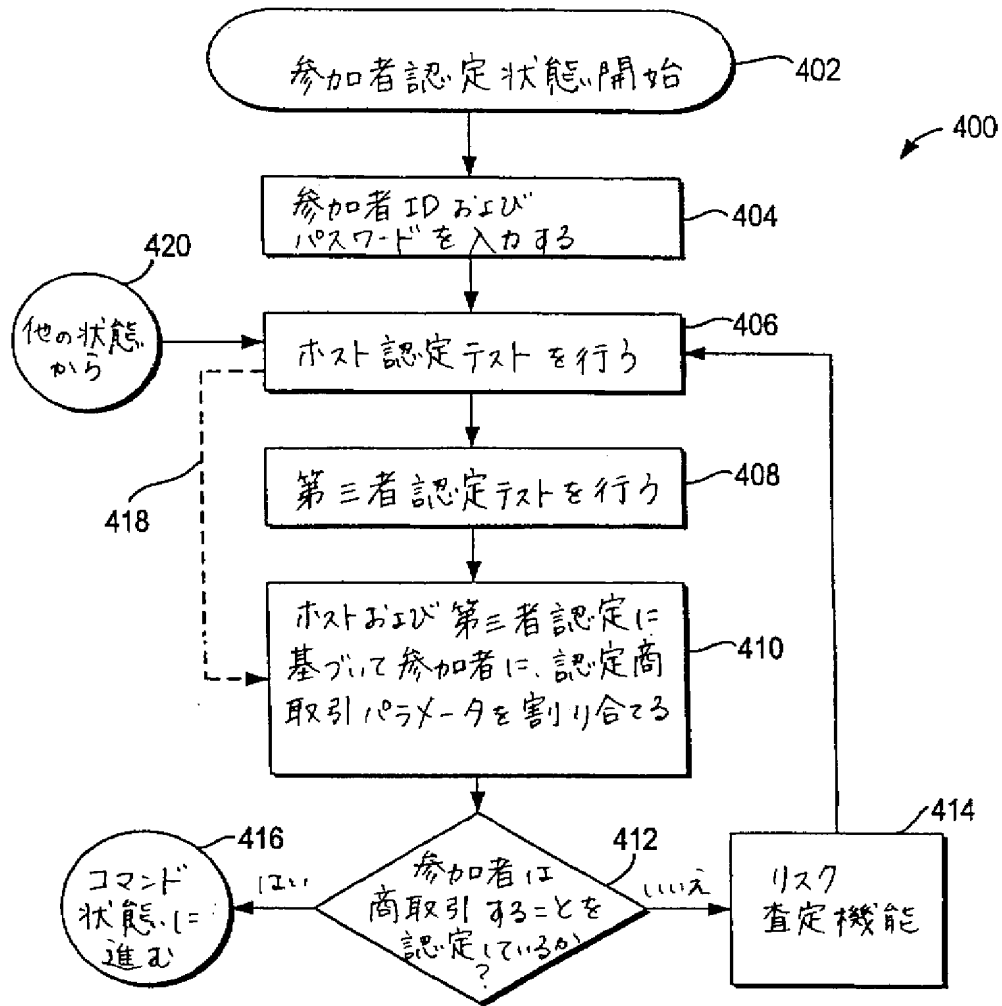 参加者認定状態開始
402
400
参加者IDおよび
パスワードを入力する
404
420
他の状態
から
406
ホスト認定テストを行う
418
第三者認定テストを行う
408
ホストおよび第三者認定に
基づいて参加者に、認定商
取引パラメータを割り合てる
410
416
コマンド
状態に
進む
はい
412
参加者は
商取引することを
認定しているか
?
いいえ
414
リスク
査定機能